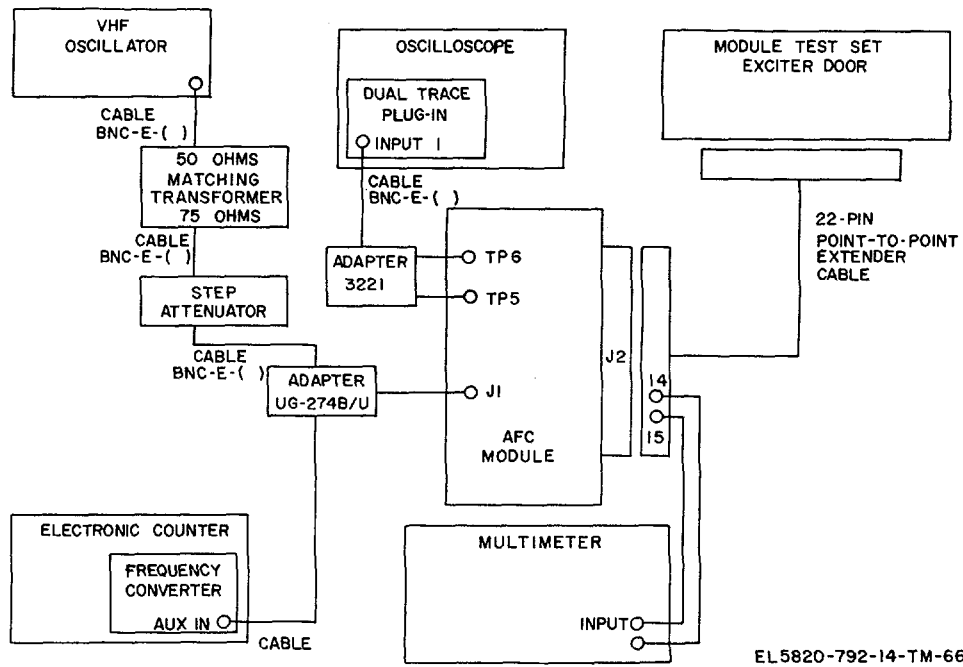 VHF
OSCILLATOR
CABLE
BNC-E-( )
50 OHMS
MATCHING
TRANSFORMER
75 OHMS
CABLE
BNC-E-( )
STEP
ATTENUATOR
CABLE
BNC-E-( )
ADAPTER
UG-274B/U
ELECTRONIC COUNTER
FREQUENCY
CONVERTER
AUX IN
CABLE
OSCILLOSCOPE
DUAL TRACE
PLUG-IN
INPUT 1
CABLE
BNC-E-( )
ADAPTER
3221
TP6
TP5
J1
AFC
MODULE
J2
14
15
MODULE TEST SET
EXCITER DOOR
22-PIN
POINT-TO-POINT
EXTENDER
CABLE
MULTIMETER
INPUT
EL5820-792-14-TM-66